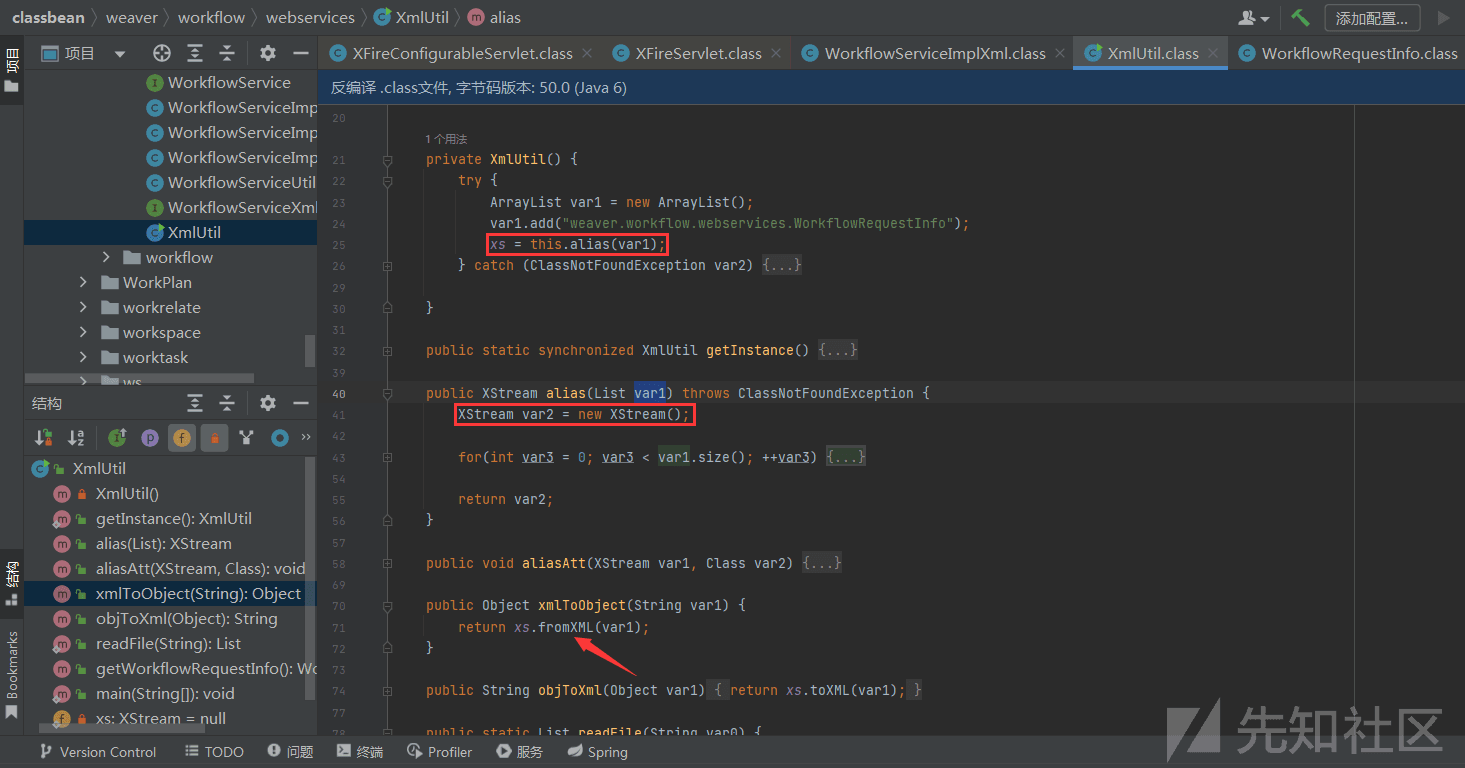 classbean weaver workflow webservices XmlUtil alias 添加配置...
项目
项目
XFireConfigurableServlet.class XFireServlet.class WorkflowServiceImplXml.class XmlUtil.class WorkflowRequestInfo.class
反编译 .class文件, 字节码版本: 50.0 (Java 6)
WorkflowService
WorkflowServiceImp
WorkflowServiceImp
WorkflowServiceImp
WorkflowServiceUtil
WorkflowServiceXml
XmlUtil
workflow
WorkPlan
workrelate
workspace
worktask
ws
结构
XmlUtil
XmlUtil()
getInstance(): XmlUtil
alias(List): XStream
aliasAtt(XStream, Class): void
xmlToObject(String): Object
objToXml(Object): String
readFile(String): List
getWorkflowRequestInfo(): Wo
main(String[]): void
xs: XStream = null
结构
Bookmarks
20
1 个用法
21 private XmlUtil() {
22 try {
23 ArrayList var1 = new ArrayList();
24 var1.add("weaver.workflow.webservices.WorkflowRequestInfo");
25 xs = this.alias(var1);
26 } catch (ClassNotFoundException var2) {...}
29
30 }
31
32 public static synchronized XmlUtil getInstance() {...}
39
40 public XStream alias(List var1) throws ClassNotFoundException {
41 XStream var2 = new XStream();
42
43 for(int var3 = 0; var3 < var1.size(); ++var3) {...}
54
55 return var2;
56 }
57
58 public void aliasAtt(XStream var1, Class var2) {...}
69
70 public Object xmlToObject(String var1) {
71 return xs.fromXML(var1);
72 }
73
74 public String objToXml(Object var1) { return xs.toXML(var1); }
77
78 public static List readFile(String var0) {
Version Control TODO 问题 终端 Profiler 服务 Spring
先知社区